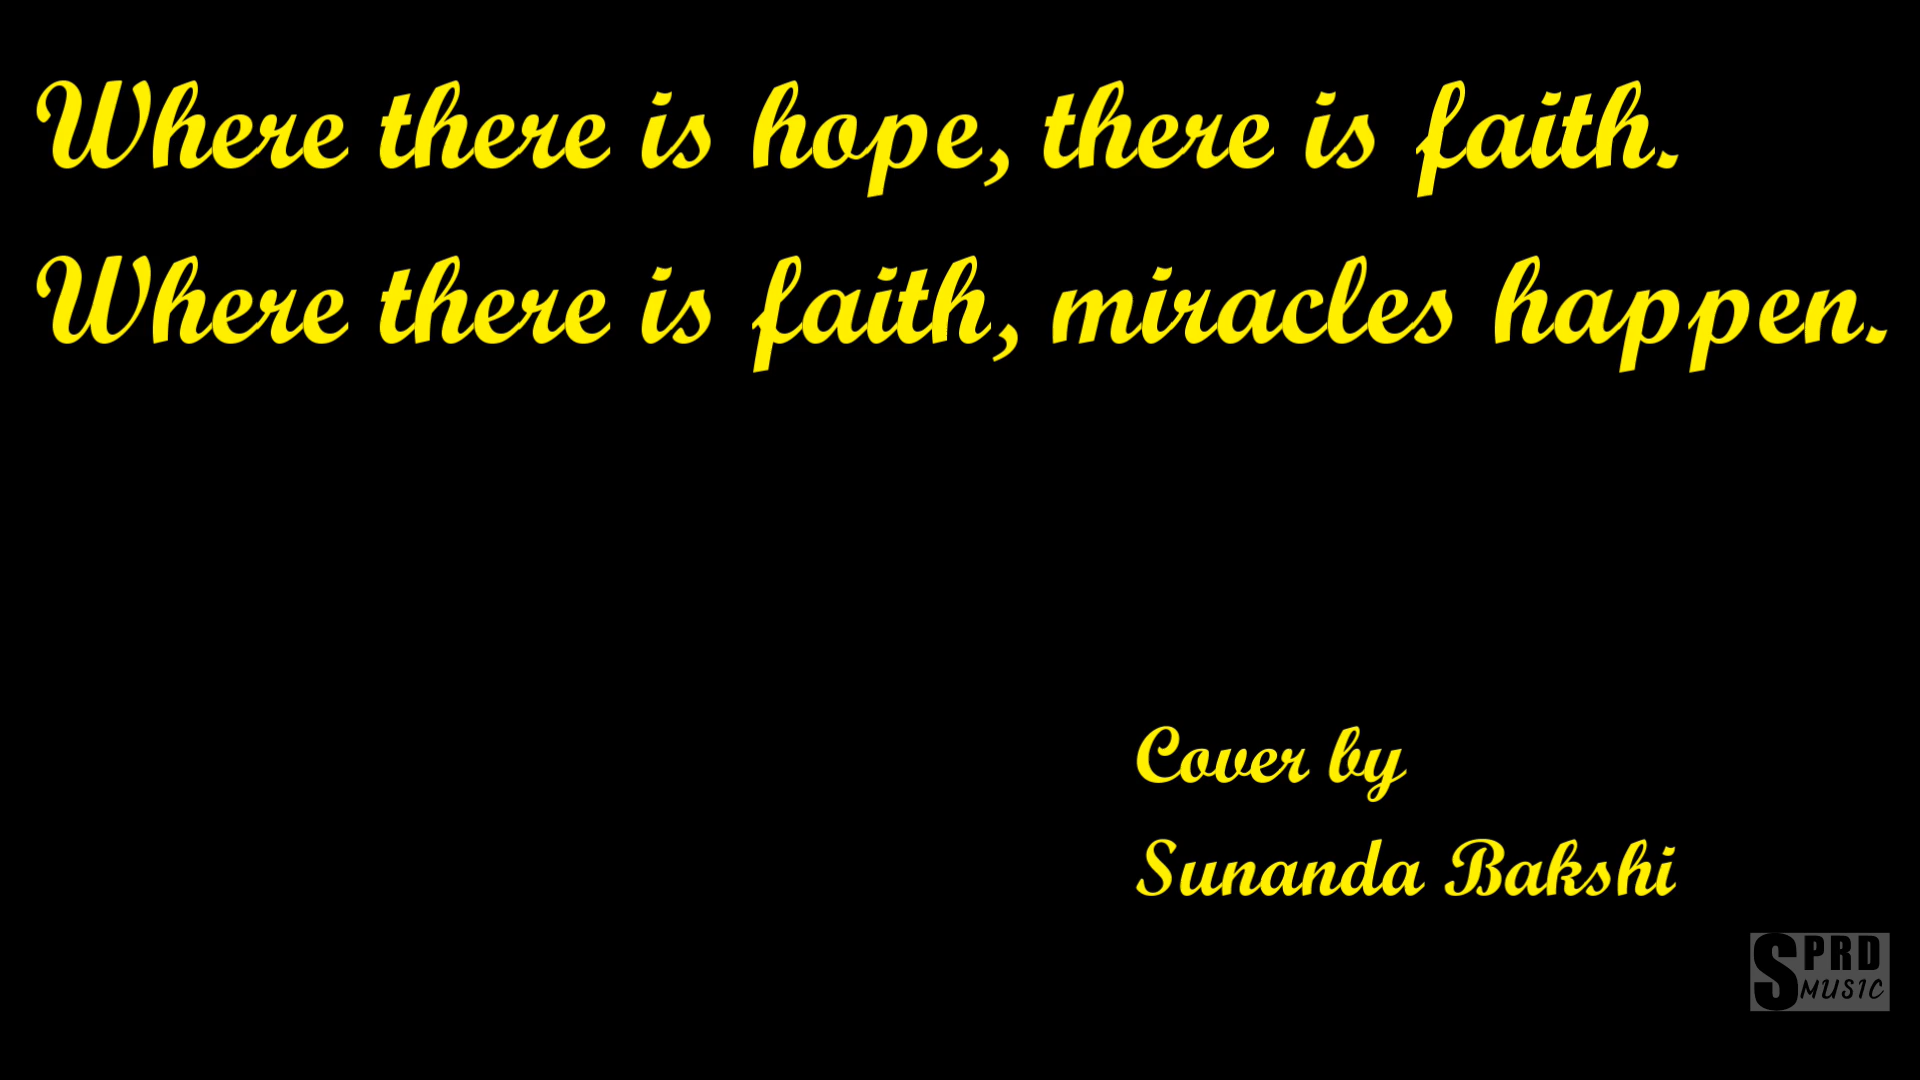 Where there is hope, there is faith.
Where there is faith, miracles happen.
Cover by
Sunanda Bakshi
SPRD
MUSIC